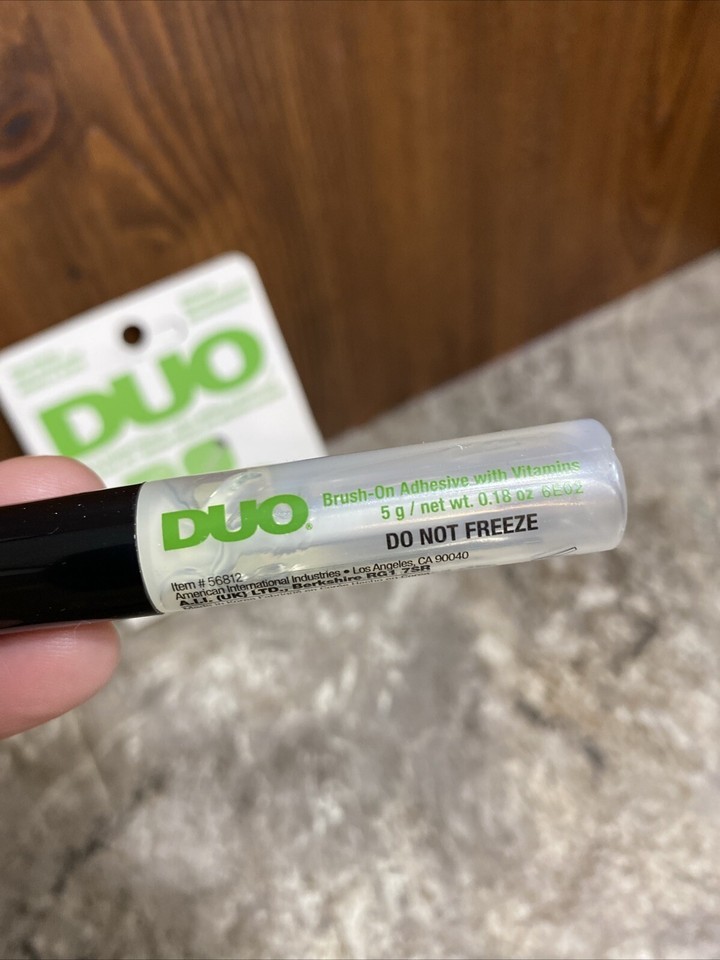 DUO
DUO
Brush-On Adhesive with Vitamins
5 g / net wt. 0.18 oz 6E62
DO NOT FREEZE
Item # 56812
American International Industries • Los Angeles, CA 90040
A.I.I. (UK) LTD., Berkshire RG1 7SR